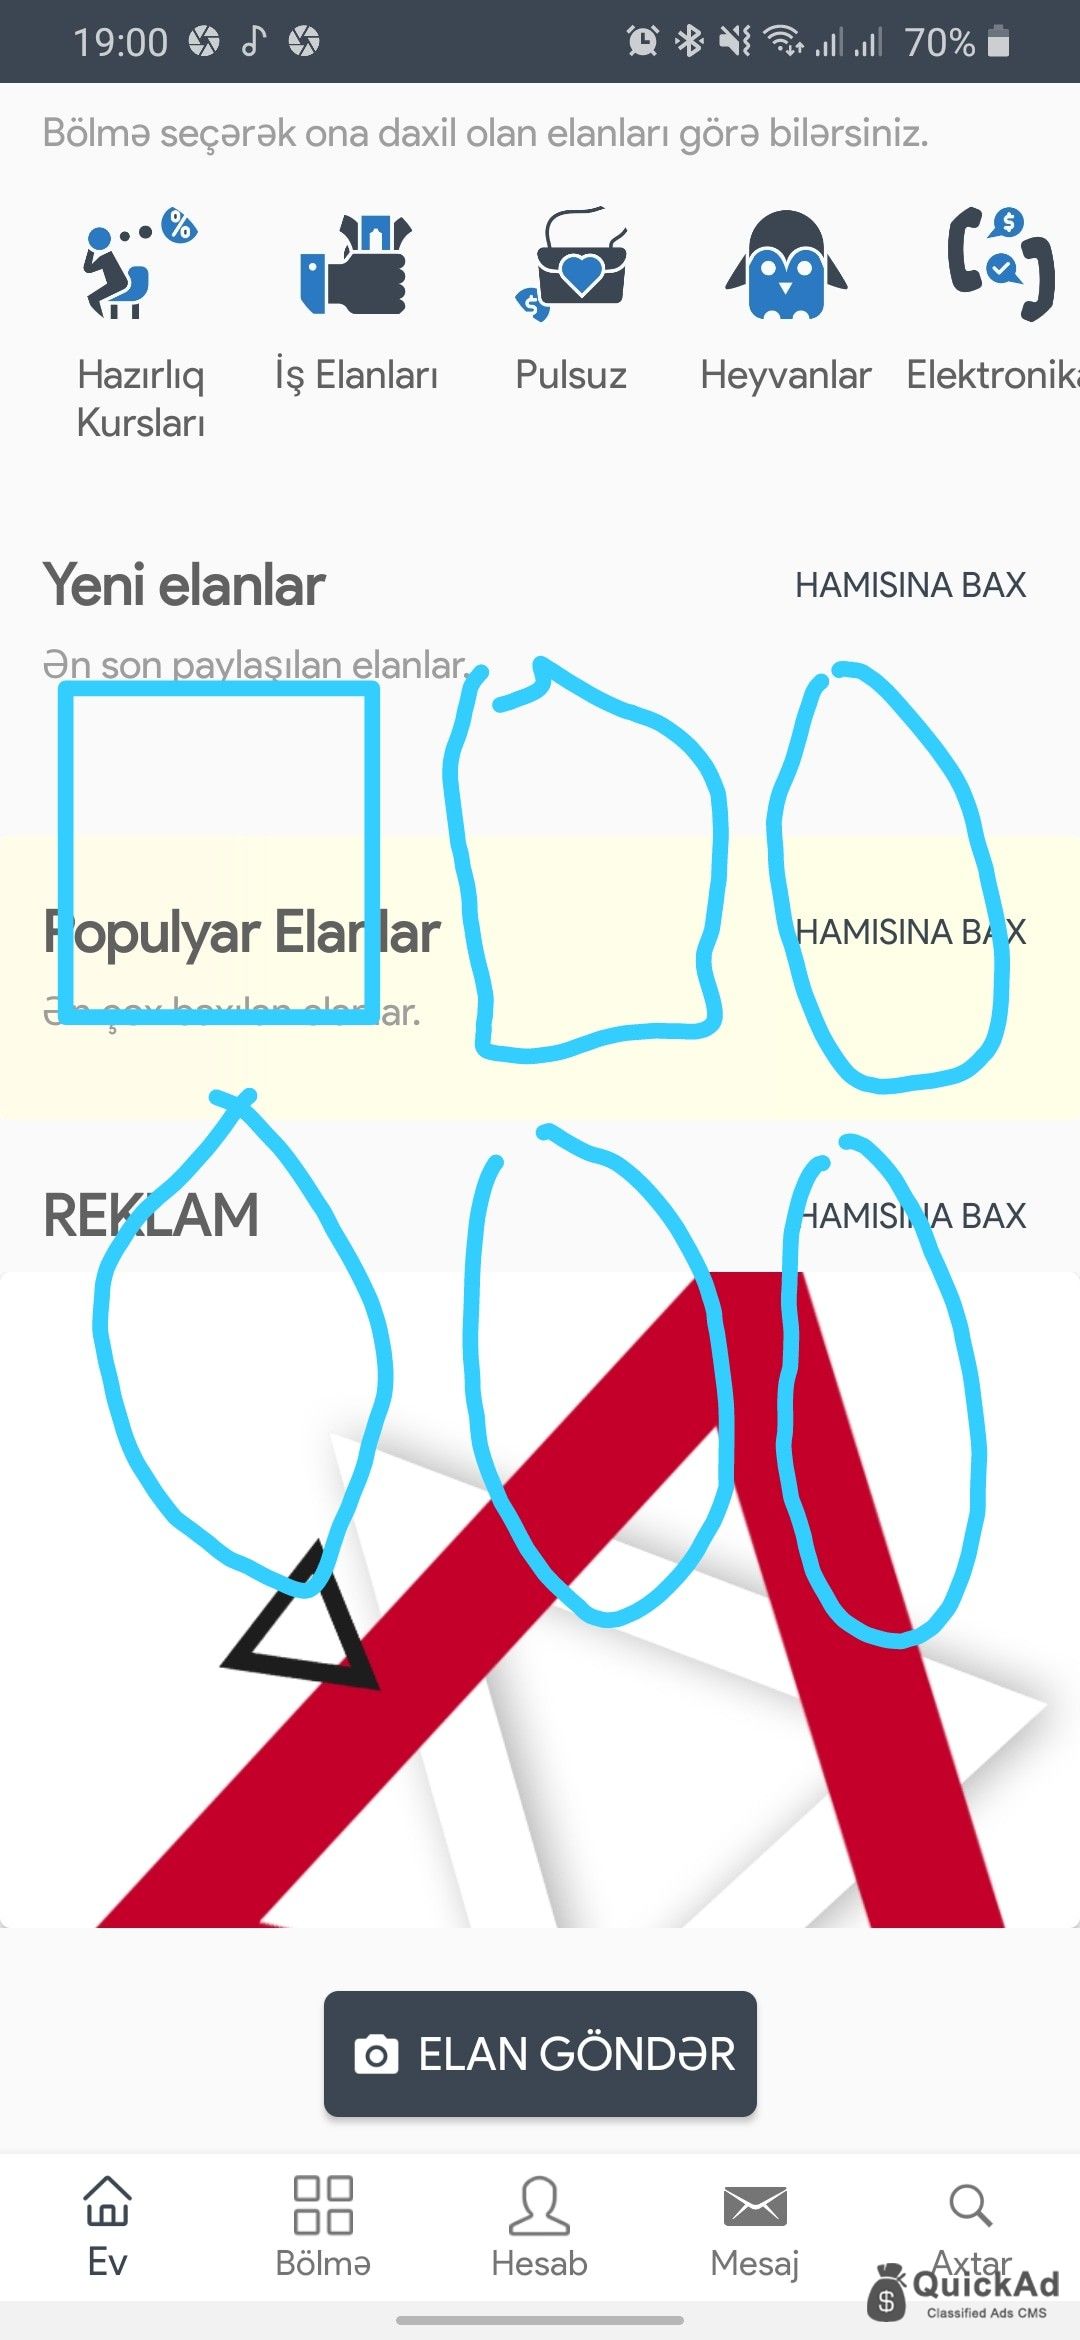 19:00 70%
Bölmə seçərək ona daxil olan elanları görə bilərsiniz.
Hazırlıq Kursları
İş Elanları
Pulsuz
Heyvanlar
Elektronika
Yeni elanlar
HAMISINA BAX
Ən son paylaşılan elanlar.
Populyar Elanlar
HAMISINA BAX
Ən çox baxılan elanlar.
REKLAM
HAMISINA BAX
ELAN GÖNDƏR
Ev
Bölmə
Hesab
Mesaj
Axtar
QuickAd
Classified Ads CMS